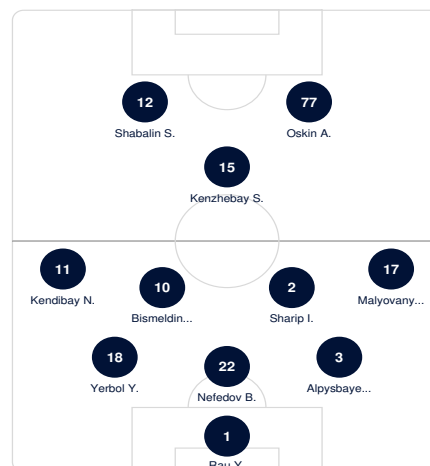 12
77
Shabalin S.
Oskin A.
15
Kenzhebay S.
11
17
10
2
Kendibay N.
Malyovany...
Bismeldin...
Sharip I.
18
3
22
Yerbol Y.
Alpysbaye...
Nefedov B.
1
Rau Y.